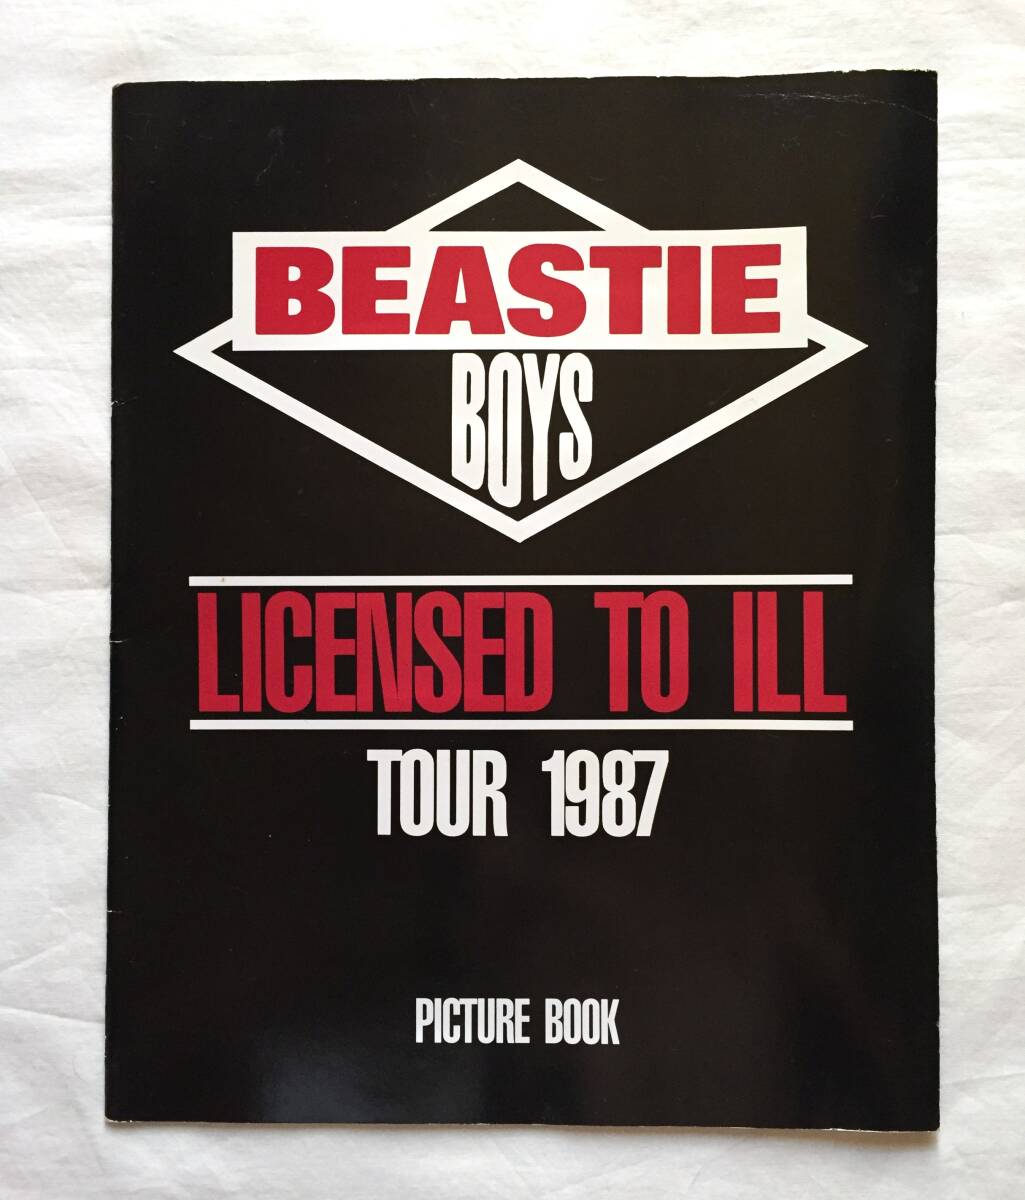 BEASTIE
BOYS
LICENSED TO ILL
TOUR 1987
PICTURE BOOK